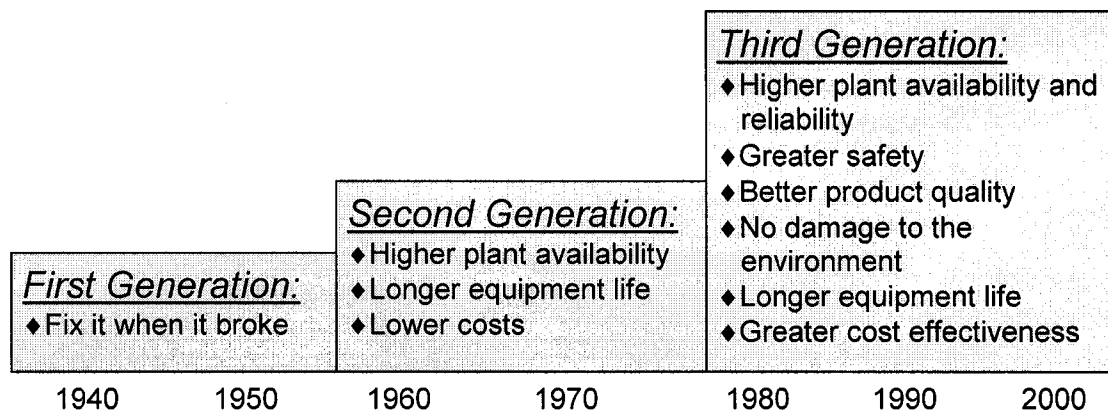 First Generation:
♦Fix it when it broke
Second Generation:
♦Higher plant availability
♦Longer equipment life
♦Lower costs
Third Generation:
♦Higher plant availability and
reliability
♦Greater safety
♦Better product quality
♦No damage to the
environment
♦Longer equipment life
♦Greater cost effectiveness
1940 1950 1960 1970 1980 1990 2000